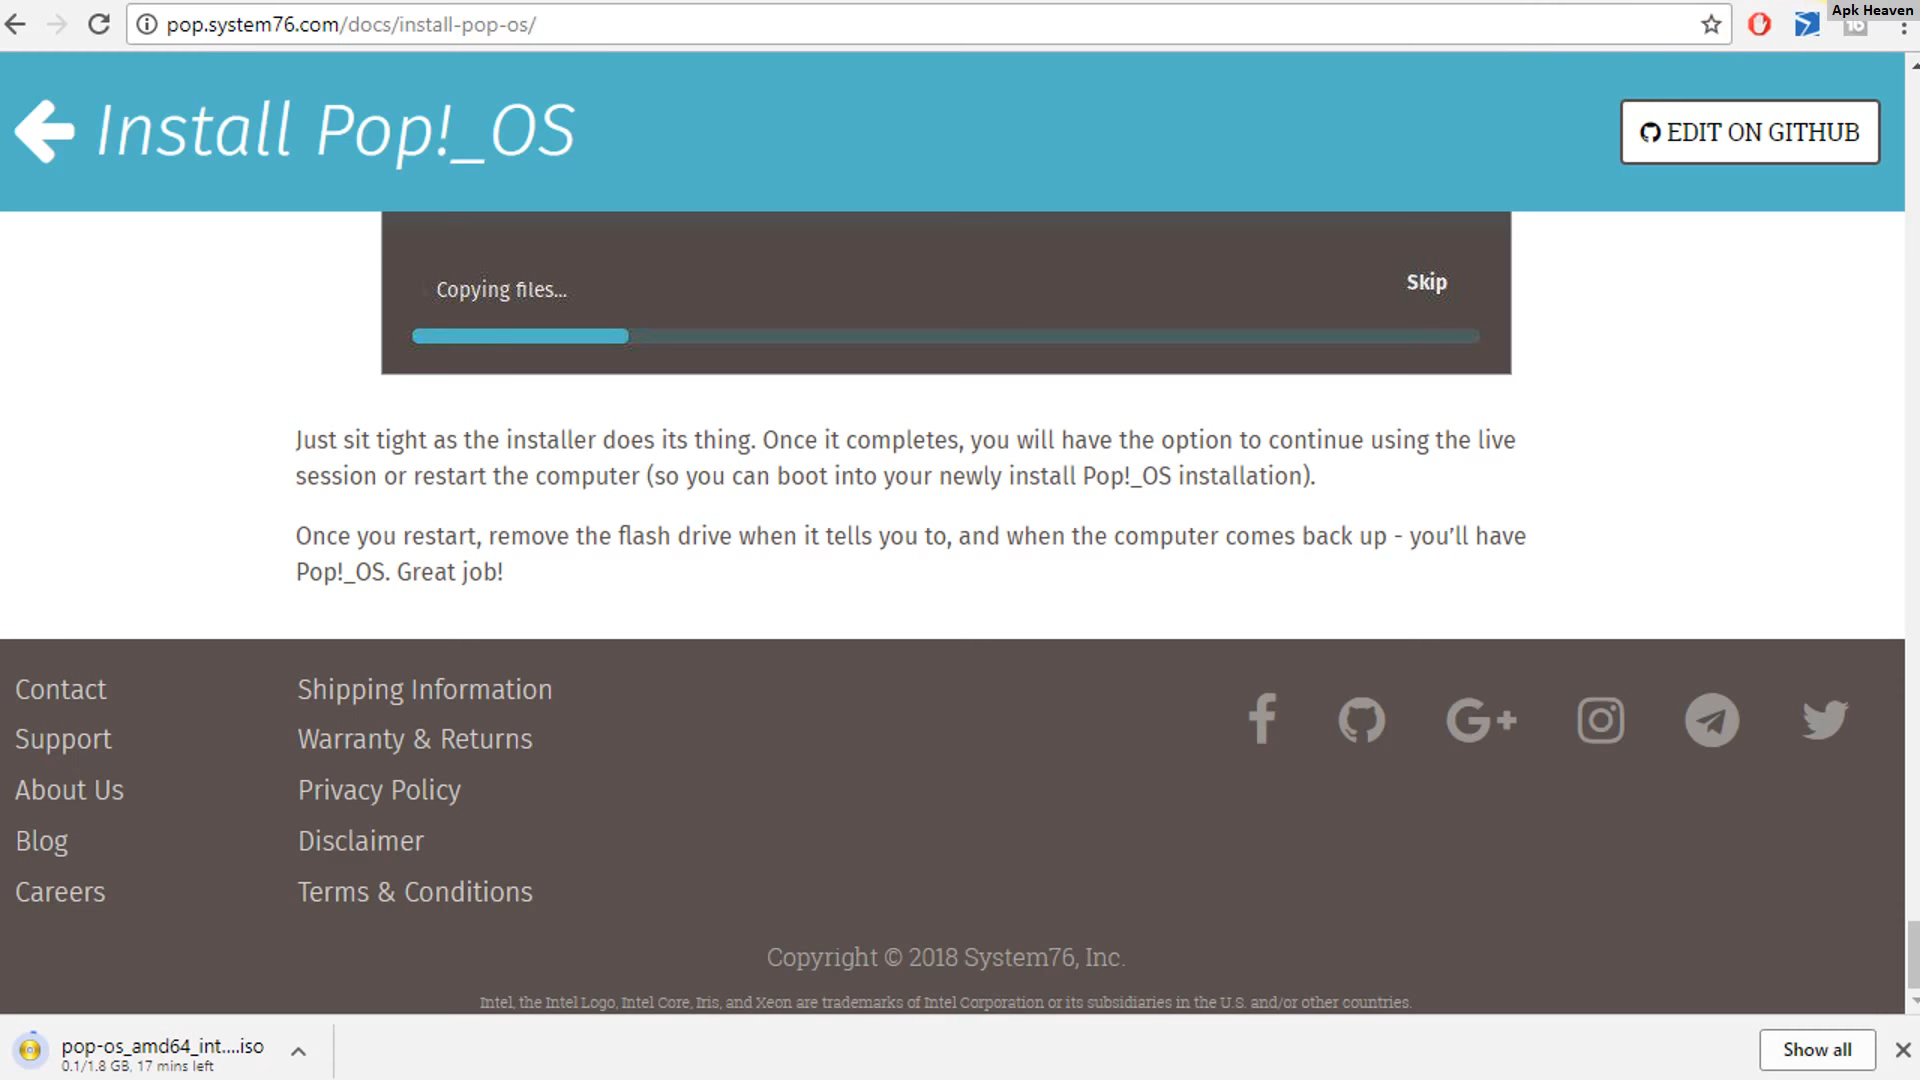 pop.system76.com/docs/install-pop-os/
Apk Heaven
16
Install Pop!_OS
EDIT ON GITHUB
Copying files...
Skip
Just sit tight as the installer does its thing. Once it completes, you will have the option to continue using the live
session or restart the computer (so you can boot into your newly install Pop!_OS installation).
Once you restart, remove the flash drive when it tells you to, and when the computer comes back up - you’ll have
Pop!_OS. Great job!
Contact
Support
About Us
Blog
Careers
Shipping Information
Warranty & Returns
Privacy Policy
Disclaimer
Terms & Conditions
Copyright © 2018 System76, Inc.
Intel, the Intel Logo, Intel Core, Iris, and Xeon are trademarks of Intel Corporation or its subsidiaries in the U.S. and/or other countries.
pop-os_amd64_int....iso
0.1/1.8 GB, 17 mins left
Show all